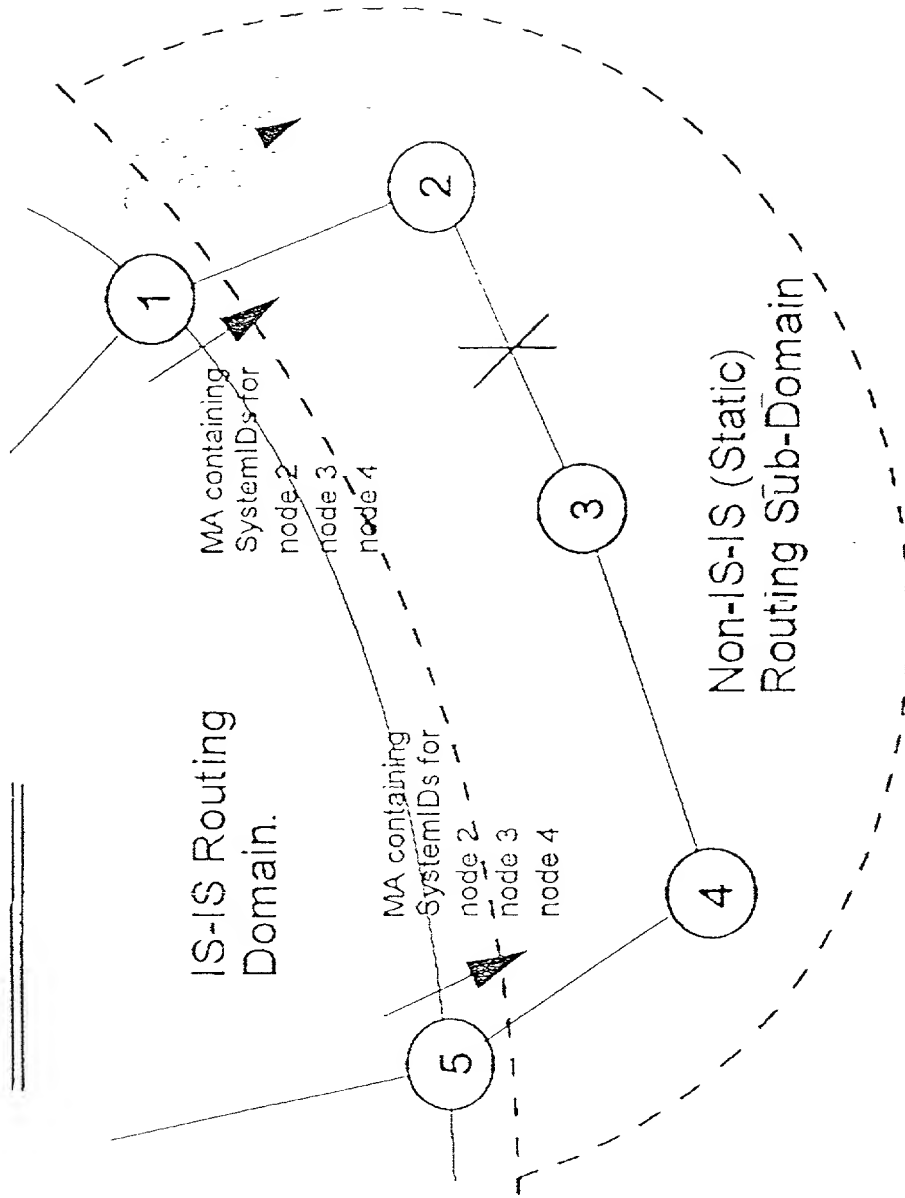 IS-IS Routing
Domain.
MA containing
SystemIDs for
node 2
node 3
node 4
MA containing
SystemIDs for
node 2
node 3
node 4
1
2
3
4
5
Non-IS-IS (Static)
Routing Sub-Domain